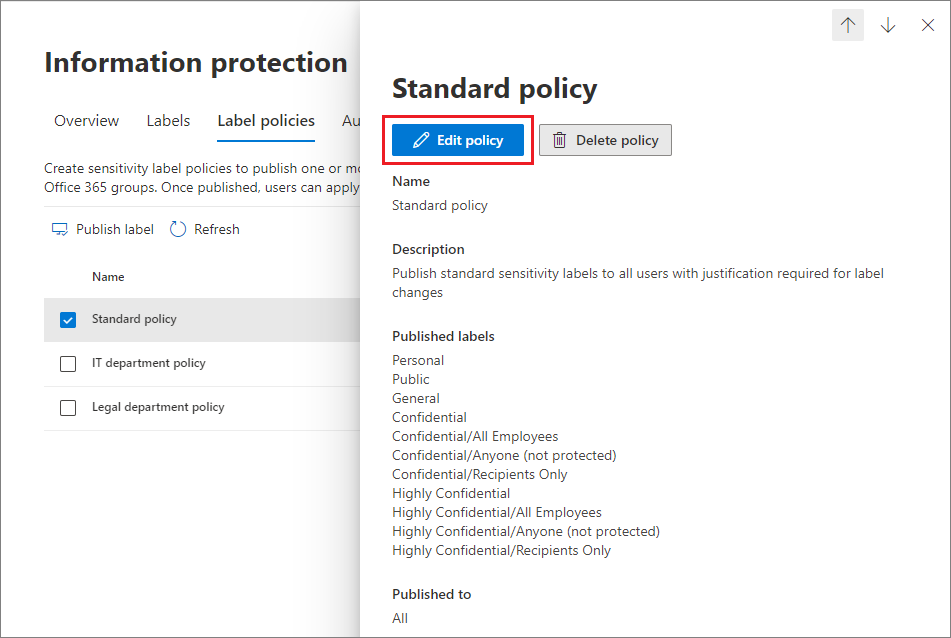 Information protection
Overview
Labels
Label policies
Au
Create sensitivity label policies to publish one or mo
Office 365 groups. Once published, users can apply
Publish label
Refresh
Name
Standard policy
IT department policy
Legal department policy
Standard policy
Edit policy
Delete policy
Name
Standard policy
Description
Publish standard sensitivity labels to all users with justification required for label
changes
Published labels
Personal
Public
General
Confidential
Confidential/All Employees
Confidential/Anyone (not protected)
Confidential/Recipients Only
Highly Confidential
Highly Confidential/All Employees
Highly Confidential/Anyone (not protected)
Highly Confidential/Recipients Only
Published to
All